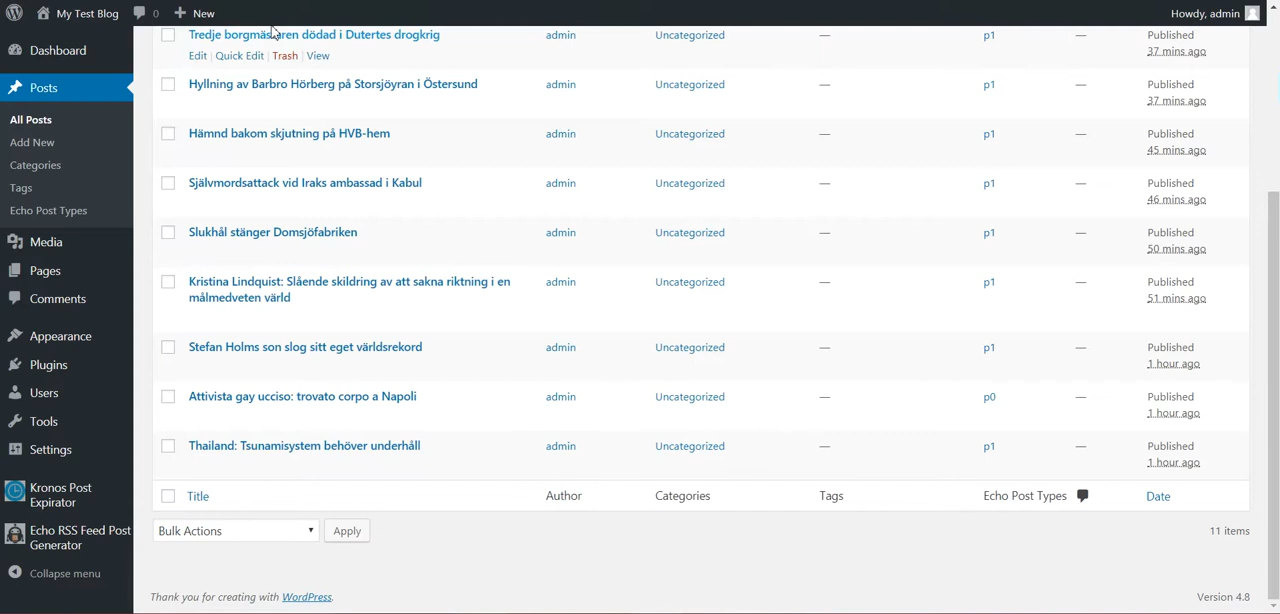 My Test Blog 0 New Howdy, admin
Dashboard
Posts
All Posts
Add New
Categories
Tags
Echo Post Types
Media
Pages
Comments
Appearance
Plugins
Users
Tools
Settings
Kronos Post
Expirator
Echo RSS Feed Post
Generator
Collapse menu
Tredje borgmästaren dödad i Dutertes drogkrig admin Uncategorized — p1 — Published
Edit | Quick Edit | Trash | View 37 mins ago
Hyllning av Barbro Hörberg på Storsjöyran i Östersund admin Uncategorized — p1 — Published
37 mins ago
Hämnd bakom skjutning på HVB-hem admin Uncategorized — p1 — Published
45 mins ago
Självmordsattack vid Iraks ambassad i Kabul admin Uncategorized — p1 — Published
46 mins ago
Slukhål stänger Domsjöfabriken admin Uncategorized — p1 — Published
50 mins ago
Kristina Lindquist: Slående skildring av att sakna riktning i en admin Uncategorized — p1 — Published
målmedveten värld 51 mins ago
Stefan Holms son slog sitt eget världsrekord admin Uncategorized — p1 — Published
1 hour ago
Attivista gay ucciso: trovato corpo a Napoli admin Uncategorized — p0 — Published
1 hour ago
Thailand: Tsunamisystem behöver underhåll admin Uncategorized — p1 — Published
1 hour ago
Title Author Categories Tags Echo Post Types Date
Bulk Actions Apply 11 items
Thank you for creating with WordPress. Version 4.8